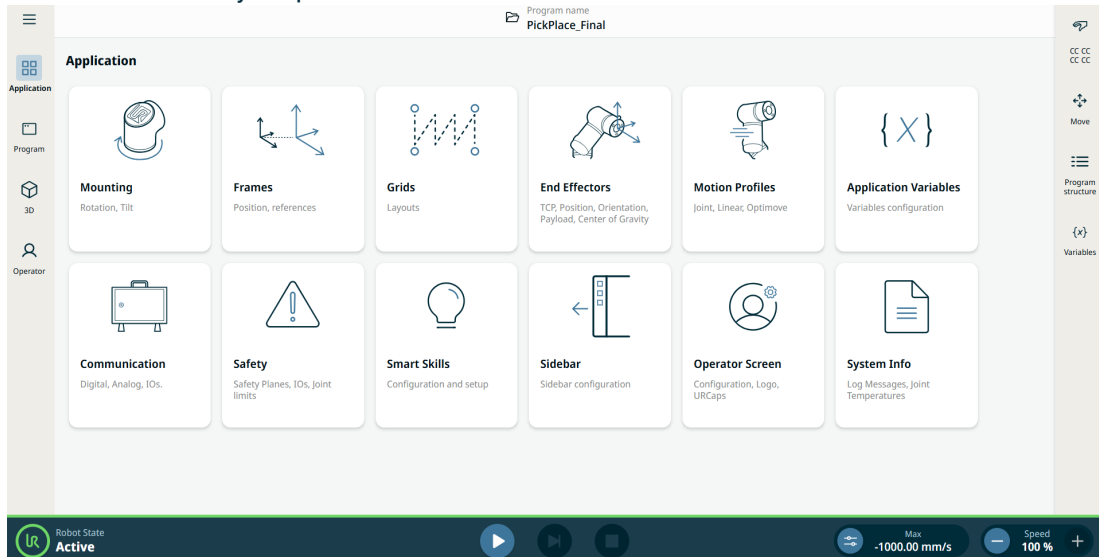 Program name
PickPlace_Final
Application
Application
Program
3D
Operator
Mounting
Rotation, Tilt
Frames
Position, references
Grids
Layouts
End Effectors
TCP, Position, Orientation,
Payload, Center of Gravity
Motion Profiles
Joint, Linear, Optimove
{X}
Application Variables
Variables configuration
Communication
Digital, Analog, IOs.
Safety
Safety Planes, IOs, Joint
limits
Smart Skills
Configuration and setup
Sidebar
Sidebar configuration
Operator Screen
Configuration, Logo,
URCaps
System Info
Log Messages, Joint
Temperatures
CC CC
CC CC
Move
Program
structure
{x}
Variables
UR
Robot State
Active
Max
-1000.00 mm/s
Speed
100 %